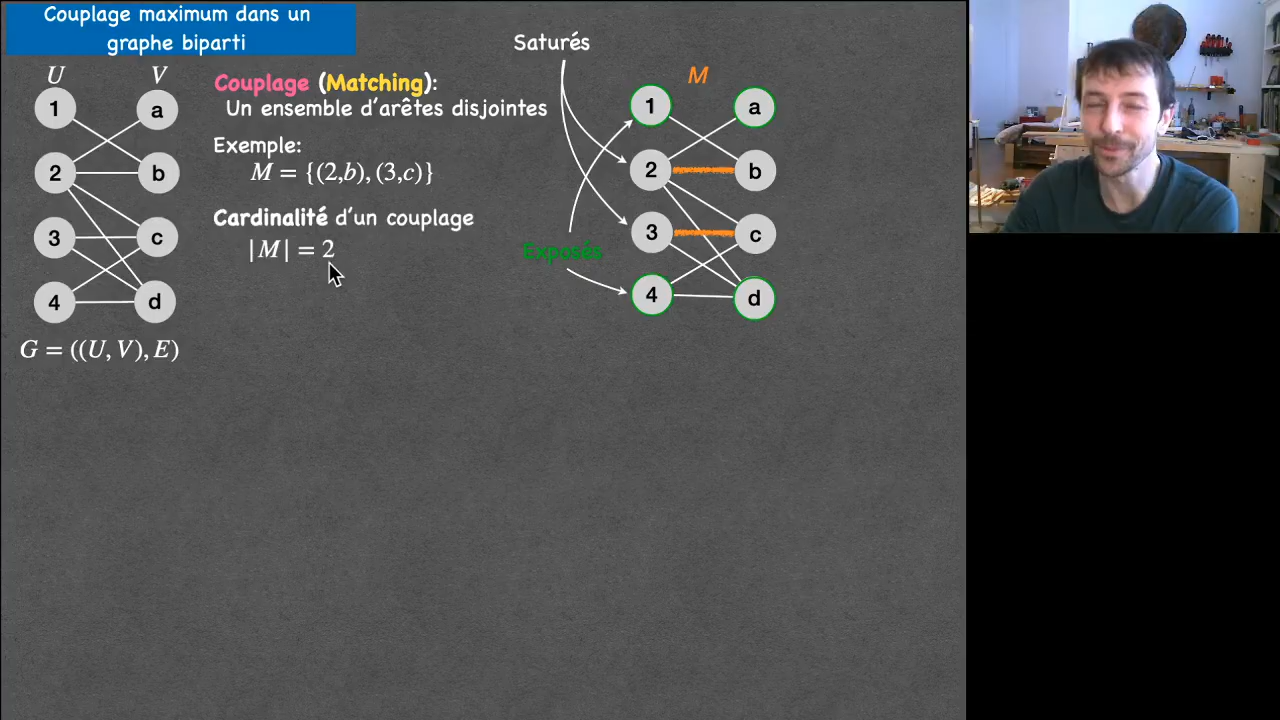 Couplage maximum dans un
graphe biparti
U V
1 a
2 b
3 c
4 d
G = ((U, V), E)
Couplage (Matching):
Un ensemble d'arêtes disjointes
Exemple:
M = {(2,b), (3,c)}
Cardinalité d'un couplage
|M| = 2
Saturés
Exposés
M
1 a
2 b
3 c
4 d